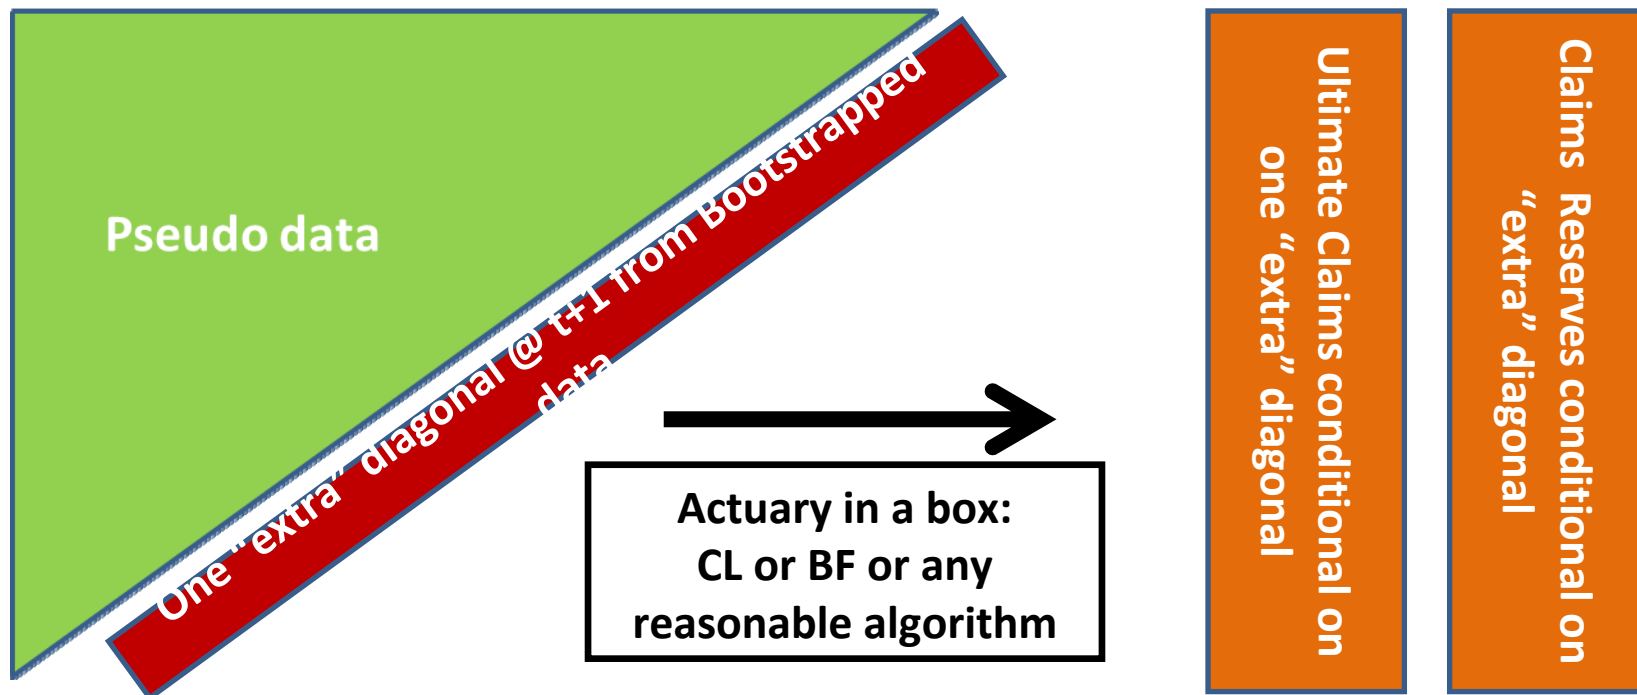 Pseudo data
One "extra" diagonal @ t+1 from Bootstrapped
data
Actuary in a box:
CL or BF or any
reasonable algorithm
Ultimate Claims conditional on
one “extra” diagonal
Claims Reserves conditional on
“extra” diagonal